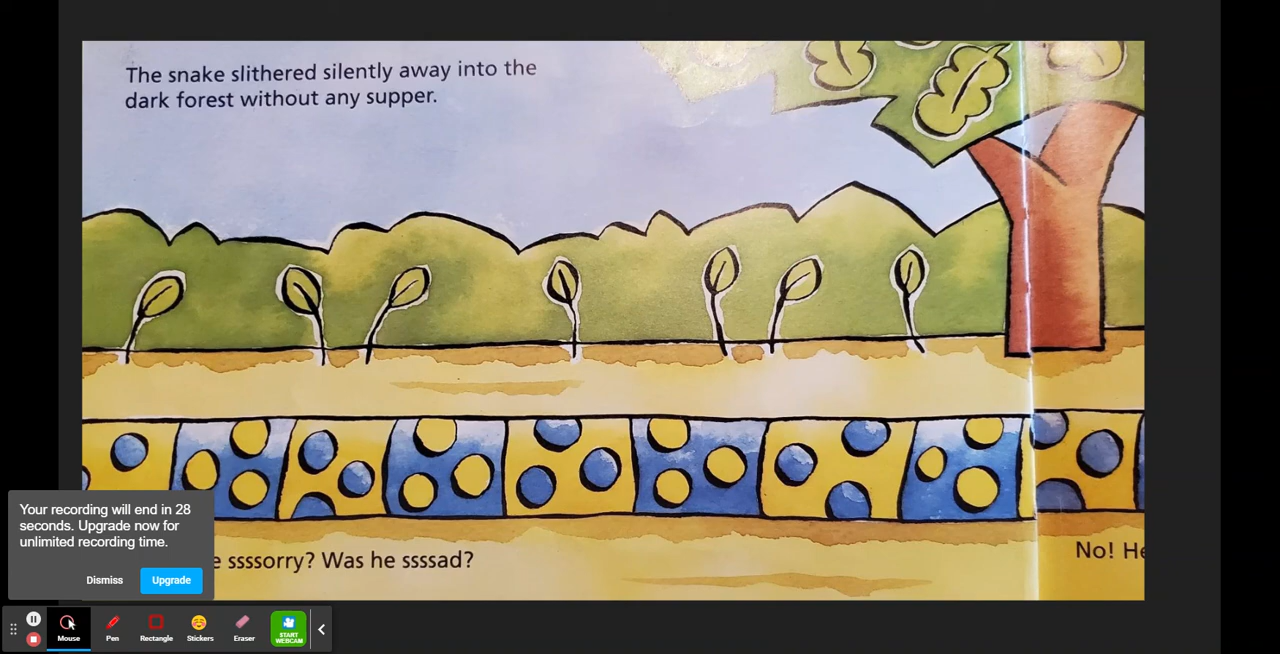 The snake slithered silently away into the
dark forest without any supper.
ssssorry? Was he ssssad?
No!
Your recording will end in 28
seconds. Upgrade now for
unlimited recording time.
Dismiss
Upgrade
Mouse
Pen
Rectangle
Stickers
Eraser
START
WEBCAM